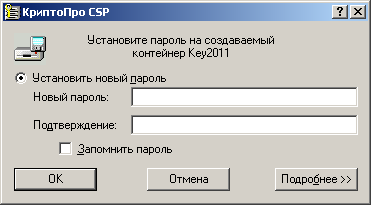 КриптоПро CSP
Установите пароль на создаваемый
контейнер Key2011
Установить новый пароль
Новый пароль:
Подтверждение:
Запомнить пароль
OK
Отмена
Подробнее >>